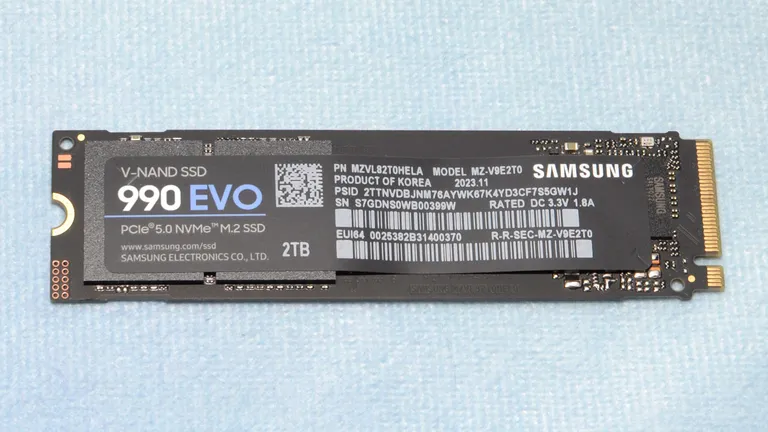 V-NAND SSD
990 EVO
PCIe® 5.0 NVMe™ M.2 SSD
www.samsung.com/ssd
SAMSUNG ELECTRONICS CO., LTD.
2TB
PN MZVL82T0HELA MODEL MZ-V9E2T0
PRODUCT OF KOREA 2023.11
PSID 2TTNVDBJNM76AYWK67K4YD3CF7S5GW1J
SN S7GDNS0WB00399W RATED DC 3.3V 1.8A
EUI64 0025382B31400370 R-R-SEC-MZ-V9E2T0
SAMSUNG
SAMSUNG